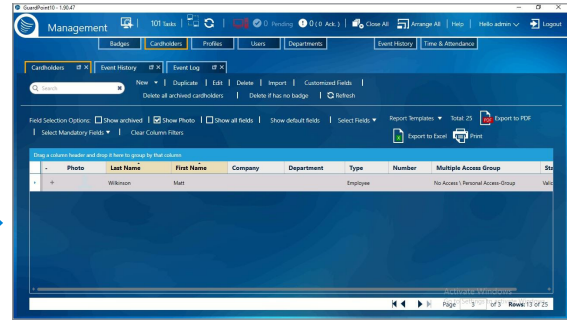 GuardPoint10 - 1.90.47
Management 101 tasks 0 Pending 0 ( 0 Ack. ) Close All Arrange All Help Hello admin Logout
Badges Cardholders Profiles Users Departments Event History Time & Attendance
Cardholders Event History Event Log
Search New Duplicate Edit Delete Import Customized Fields
Delete all archived cardholders Delete if has no badge Refresh
Field Selection Options: Show archived Show Photo Show all fields Show default fields Select Fields Report Templates Total: 25 Export to PDF
Select Mandatory Fields Clear Column Filters Export to Excel Print
Drag a column header and drop it here to group by that column
- Photo Last Name First Name Company Department Type Number Multiple Access Group Sta
Wilkinson Matt Employee No Access \ Personal Access-Group Valid
Activate Windows
Page 3 of 3 Rows: 13 of 25